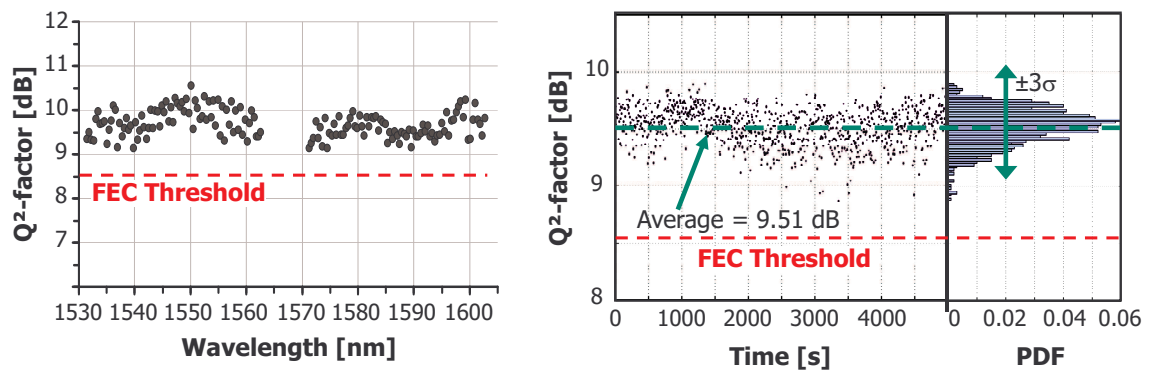 12
11
10
9
8
7
Q²-factor [dB]
FEC Threshold
1530 1540 1550 1560 1570 1580 1590 1600
Wavelength [nm]
10
9
8
Q²-factor [dB]
±3σ
Average = 9.51 dB
FEC Threshold
0 1000 2000 3000 4000
Time [s]
0 0.02 0.04 0.06
PDF